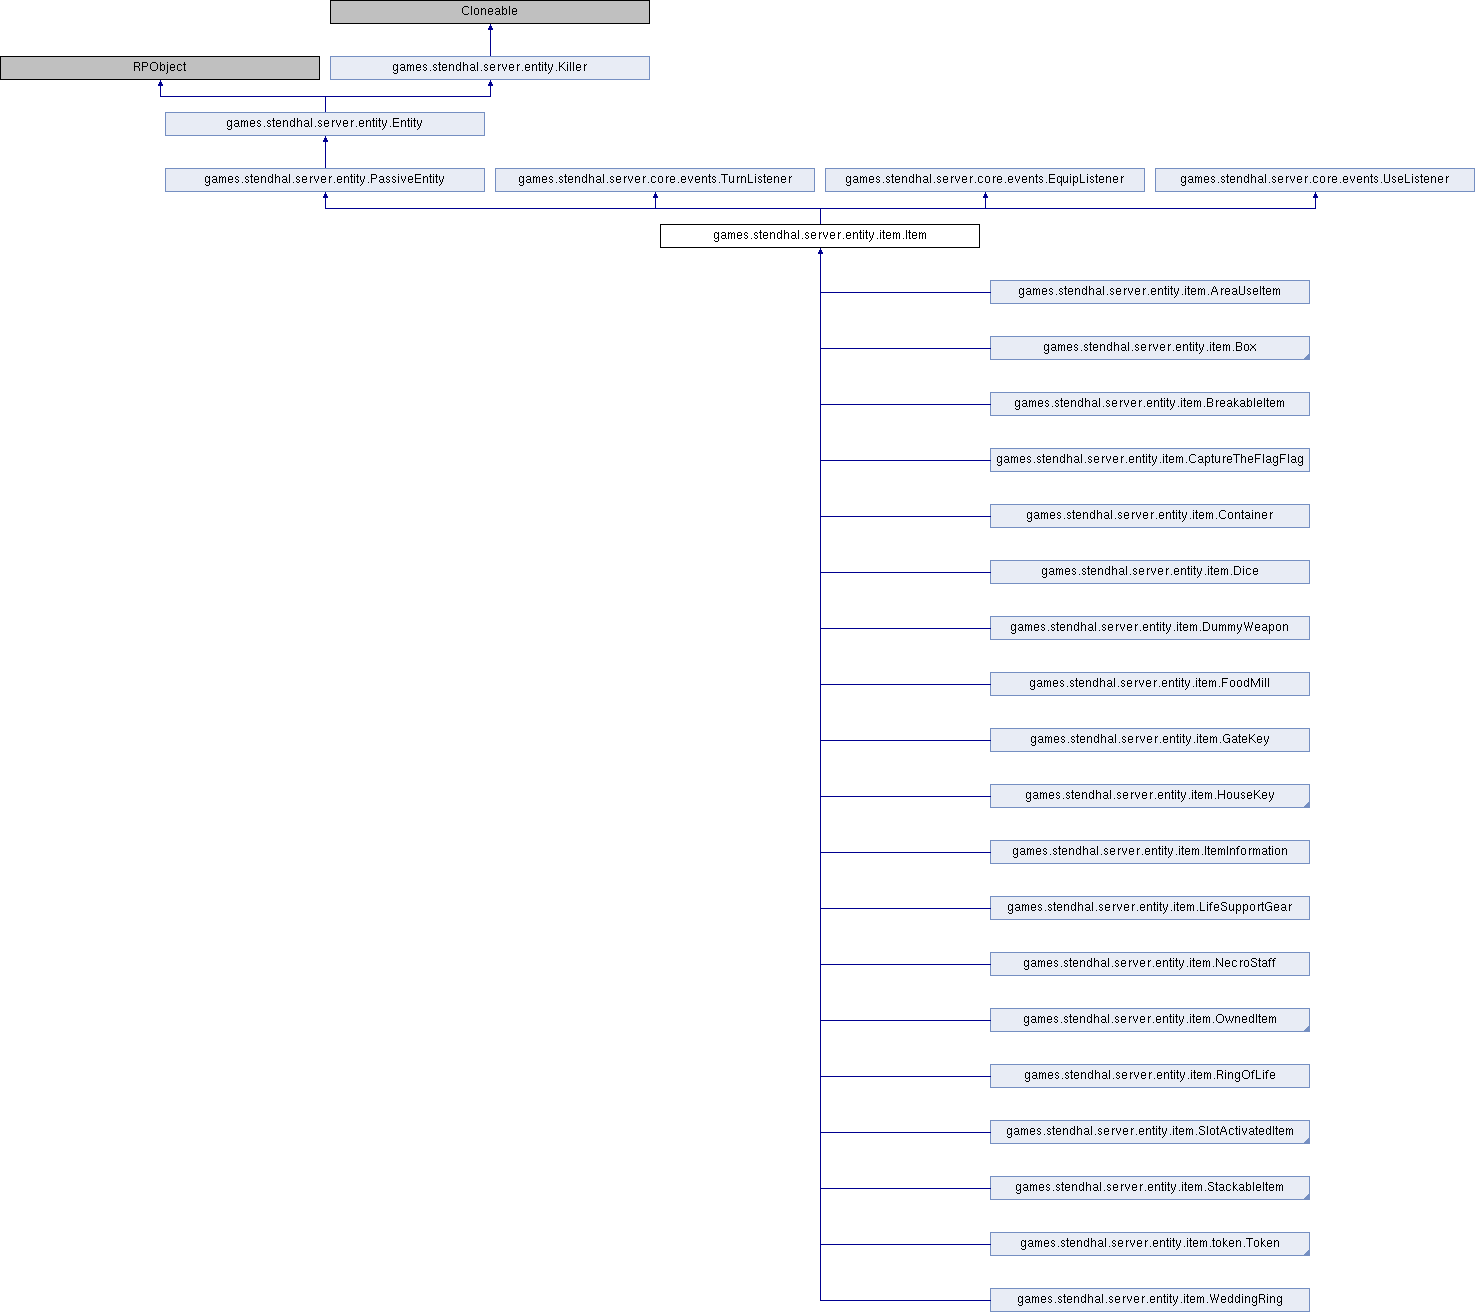 Cloneable
RPObject
games.stendhal.server.entity.Killer
games.stendhal.server.entity.Entity
games.stendhal.server.entity.PassiveEntity
games.stendhal.server.core.events.TurnListener
games.stendhal.server.core.events.EquipListener
games.stendhal.server.core.events.UseListener
games.stendhal.server.entity.item.Item
games.stendhal.server.entity.item.AreaUseItem
games.stendhal.server.entity.item.Box
games.stendhal.server.entity.item.BreakableItem
games.stendhal.server.entity.item.CaptureTheFlagFlag
games.stendhal.server.entity.item.Container
games.stendhal.server.entity.item.Dice
games.stendhal.server.entity.item.DummyWeapon
games.stendhal.server.entity.item.FoodMill
games.stendhal.server.entity.item.GateKey
games.stendhal.server.entity.item.HouseKey
games.stendhal.server.entity.item.ItemInformation
games.stendhal.server.entity.item.LifeSupportGear
games.stendhal.server.entity.item.NecroStaff
games.stendhal.server.entity.item.OwnedItem
games.stendhal.server.entity.item.RingOfLife
games.stendhal.server.entity.item.SlotActivatedItem
games.stendhal.server.entity.item.StackableItem
games.stendhal.server.entity.item.token.Token
games.stendhal.server.entity.item.WeddingRing